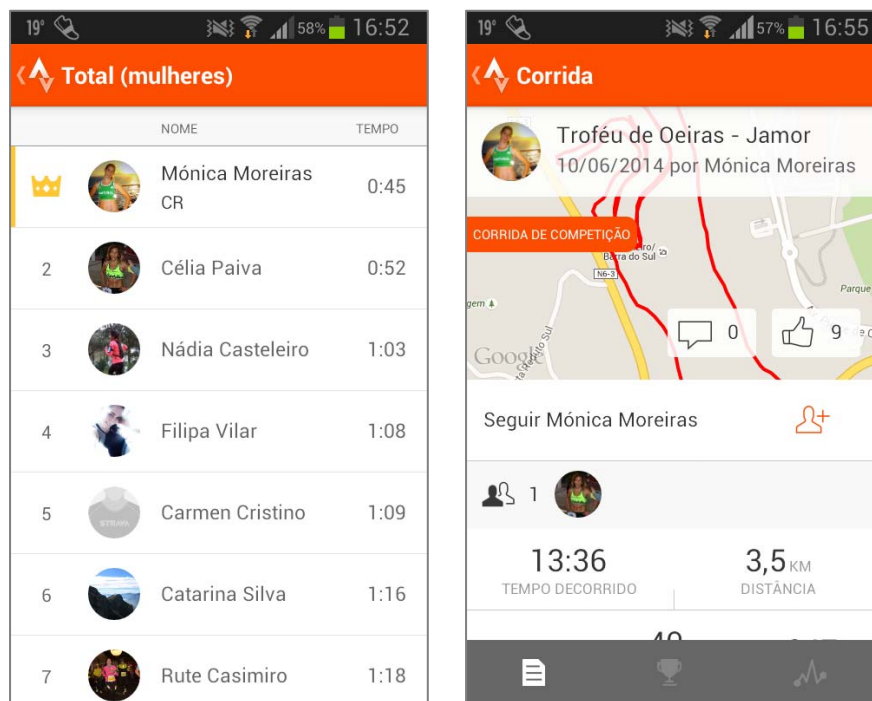 19° 58% 16:52
Total (mulheres)
NOME TEMPO
Mónica Moreiras
CR
0:45
2 Célia Paiva 0:52
3 Nádia Casteleiro 1:03
4 Filipa Vilar 1:08
5 Carmen Cristino 1:09
STRAVA
6 Catarina Silva 1:16
7 Rute Casimiro 1:18
19° 57% 16:55
Corrida
Troféu de Oeiras - Jamor
10/06/2014 por Mónica Moreiras
CORRIDA DE COMPETIÇÃO
Barra do Sul
N6-3
Parque
gem
0
9
Google
Seguir Mónica Moreiras
1
13:36
TEMPO DECORRIDO
3,5 KM
DISTÂNCIA